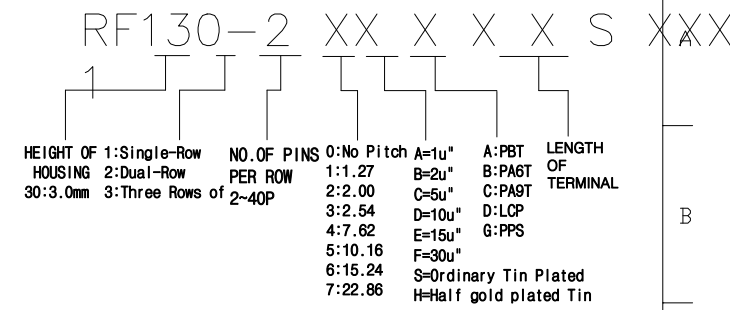 RF130-2 XX X X X S XXX
A
1
HEIGHT OF HOUSING
30:3.0mm
1:Single-Row
2:Dual-Row
3:Three Rows of
NO.OF PINS
PER ROW
2~40P
0:No Pitch
1:1.27
2:2.00
3:2.54
4:7.62
5:10.16
6:15.24
7:22.86
A=1u"
B=2u"
C=5u"
D=10u"
E=15u"
F=30u"
S=Ordinary Tin Plated
H=Half gold plated Tin
A:PBT
B:PA6T
C:PA9T
D:LCP
G:PPS
LENGTH
OF
TERMINAL
B